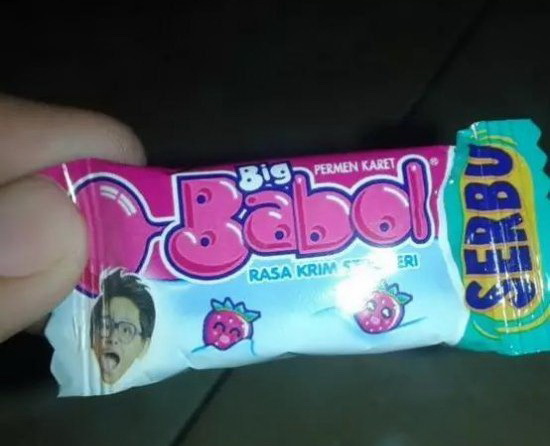 PERMEN KARET
Big
Babol®
RASA KRIM
SERBU